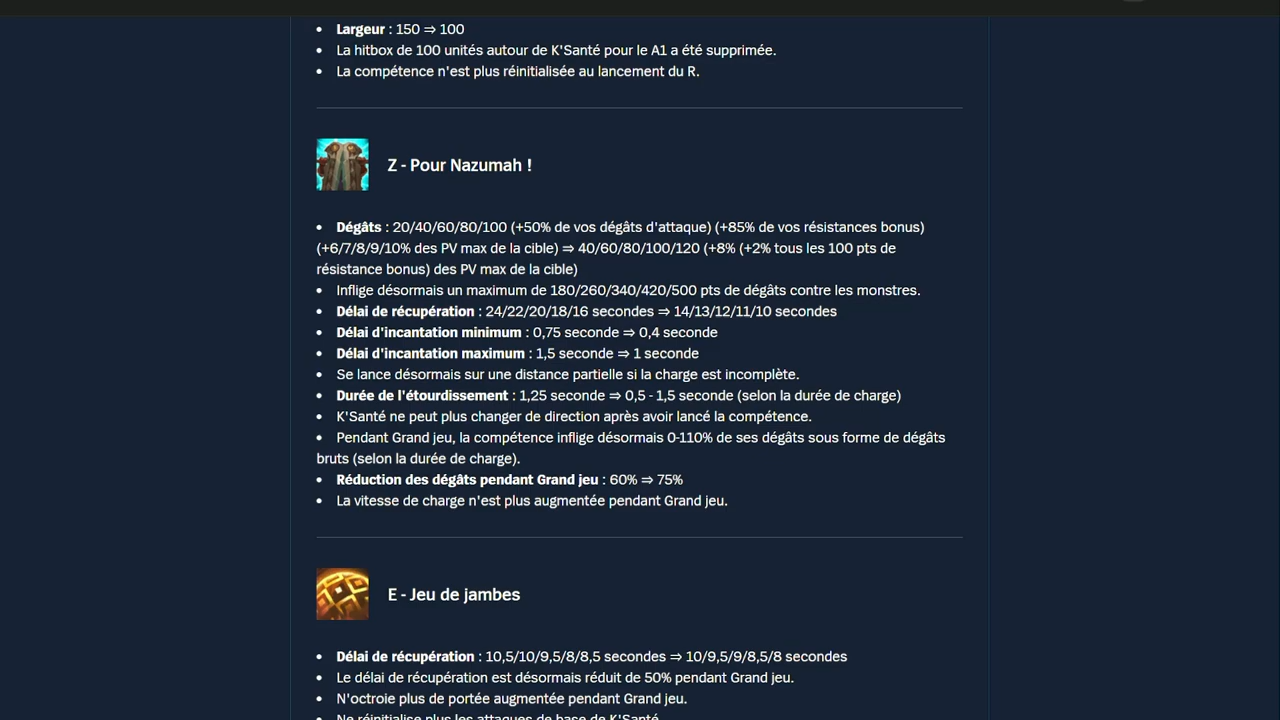 • Largeur : 150 ⇒ 100
• La hitbox de 100 unités autour de K'Santé pour le A1 a été supprimée.
• La compétence n'est plus réinitialisée au lancement du R.
Z - Pour Nazumah !
• Dégâts : 20/40/60/80/100 (+50% de vos dégâts d'attaque) (+85% de vos résistances bonus)
(+6/7/8/9/10% des PV max de la cible) ⇒ 40/60/80/100/120 (+8% (+2% tous les 100 pts de
résistance bonus) des PV max de la cible)
• Inflige désormais un maximum de 180/260/340/420/500 pts de dégâts contre les monstres.
• Délai de récupération : 24/22/20/18/16 secondes ⇒ 14/13/12/11/10 secondes
• Délai d'incantation minimum : 0,75 seconde ⇒ 0,4 seconde
• Délai d'incantation maximum : 1,5 seconde ⇒ 1 seconde
• Se lance désormais sur une distance partielle si la charge est incomplète.
• Durée de l'étourdissement : 1,25 seconde ⇒ 0,5 - 1,5 seconde (selon la durée de charge)
• K'Santé ne peut plus changer de direction après avoir lancé la compétence.
• Pendant Grand jeu, la compétence inflige désormais 0-110% de ses dégâts sous forme de dégâts
bruts (selon la durée de charge).
• Réduction des dégâts pendant Grand jeu : 60% ⇒ 75%
• La vitesse de charge n'est plus augmentée pendant Grand jeu.
E - Jeu de jambes
• Délai de récupération : 10,5/10/9,5/8/8,5 secondes ⇒ 10/9,5/9/8,5/8 secondes
• Le délai de récupération est désormais réduit de 50% pendant Grand jeu.
• N'octroie plus de portée augmentée pendant Grand jeu.
• Ne réinitialise plus les attaques de base de K'Santé.